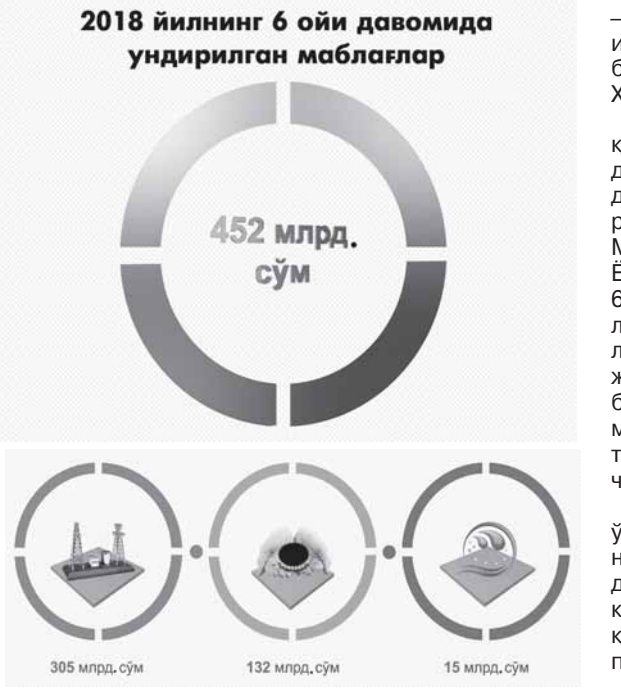 2018 йилнинг 6 ойи давомида
ундирилган маблағлар
452 млрд.
сўм
305 млрд.сўм
132 млрд.сўм
15 млрд.сўм